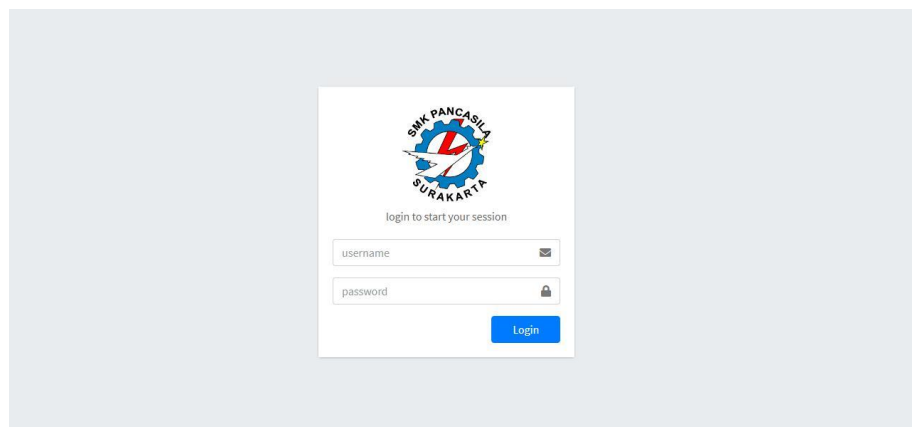 SMK PANCASILA
SURAKARTA
login to start your session
username
password
Login